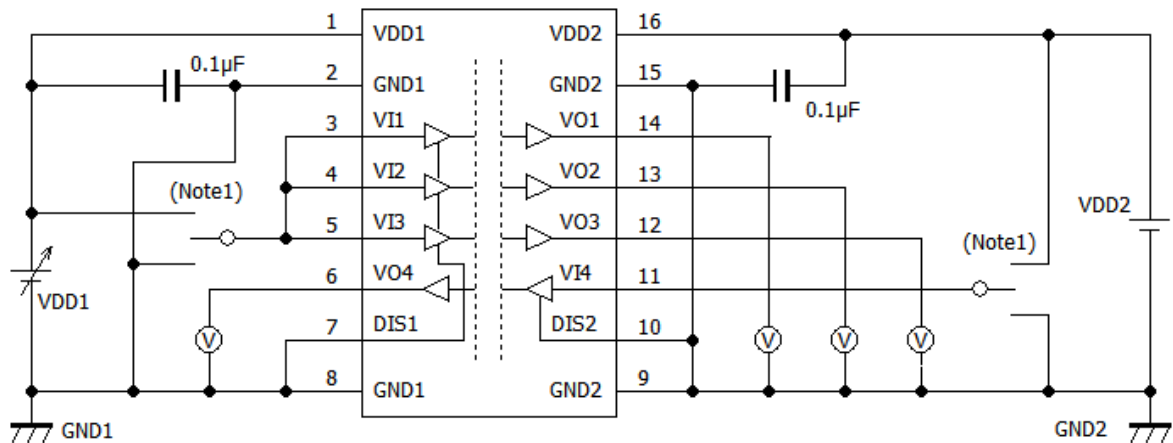 1 VDD1 VDD2 16
0.1µF
2 GND1 GND2 15
0.1µF
3 VI1 VO1 14
4 VI2 VO2 13
(Note1)
5 VI3 VO3 12
VDD2
(Note1)
6 VO4 VI4 11
VDD1
7 DIS1 DIS2 10
V V V V
8 GND1 GND2 9
GND1 GND2